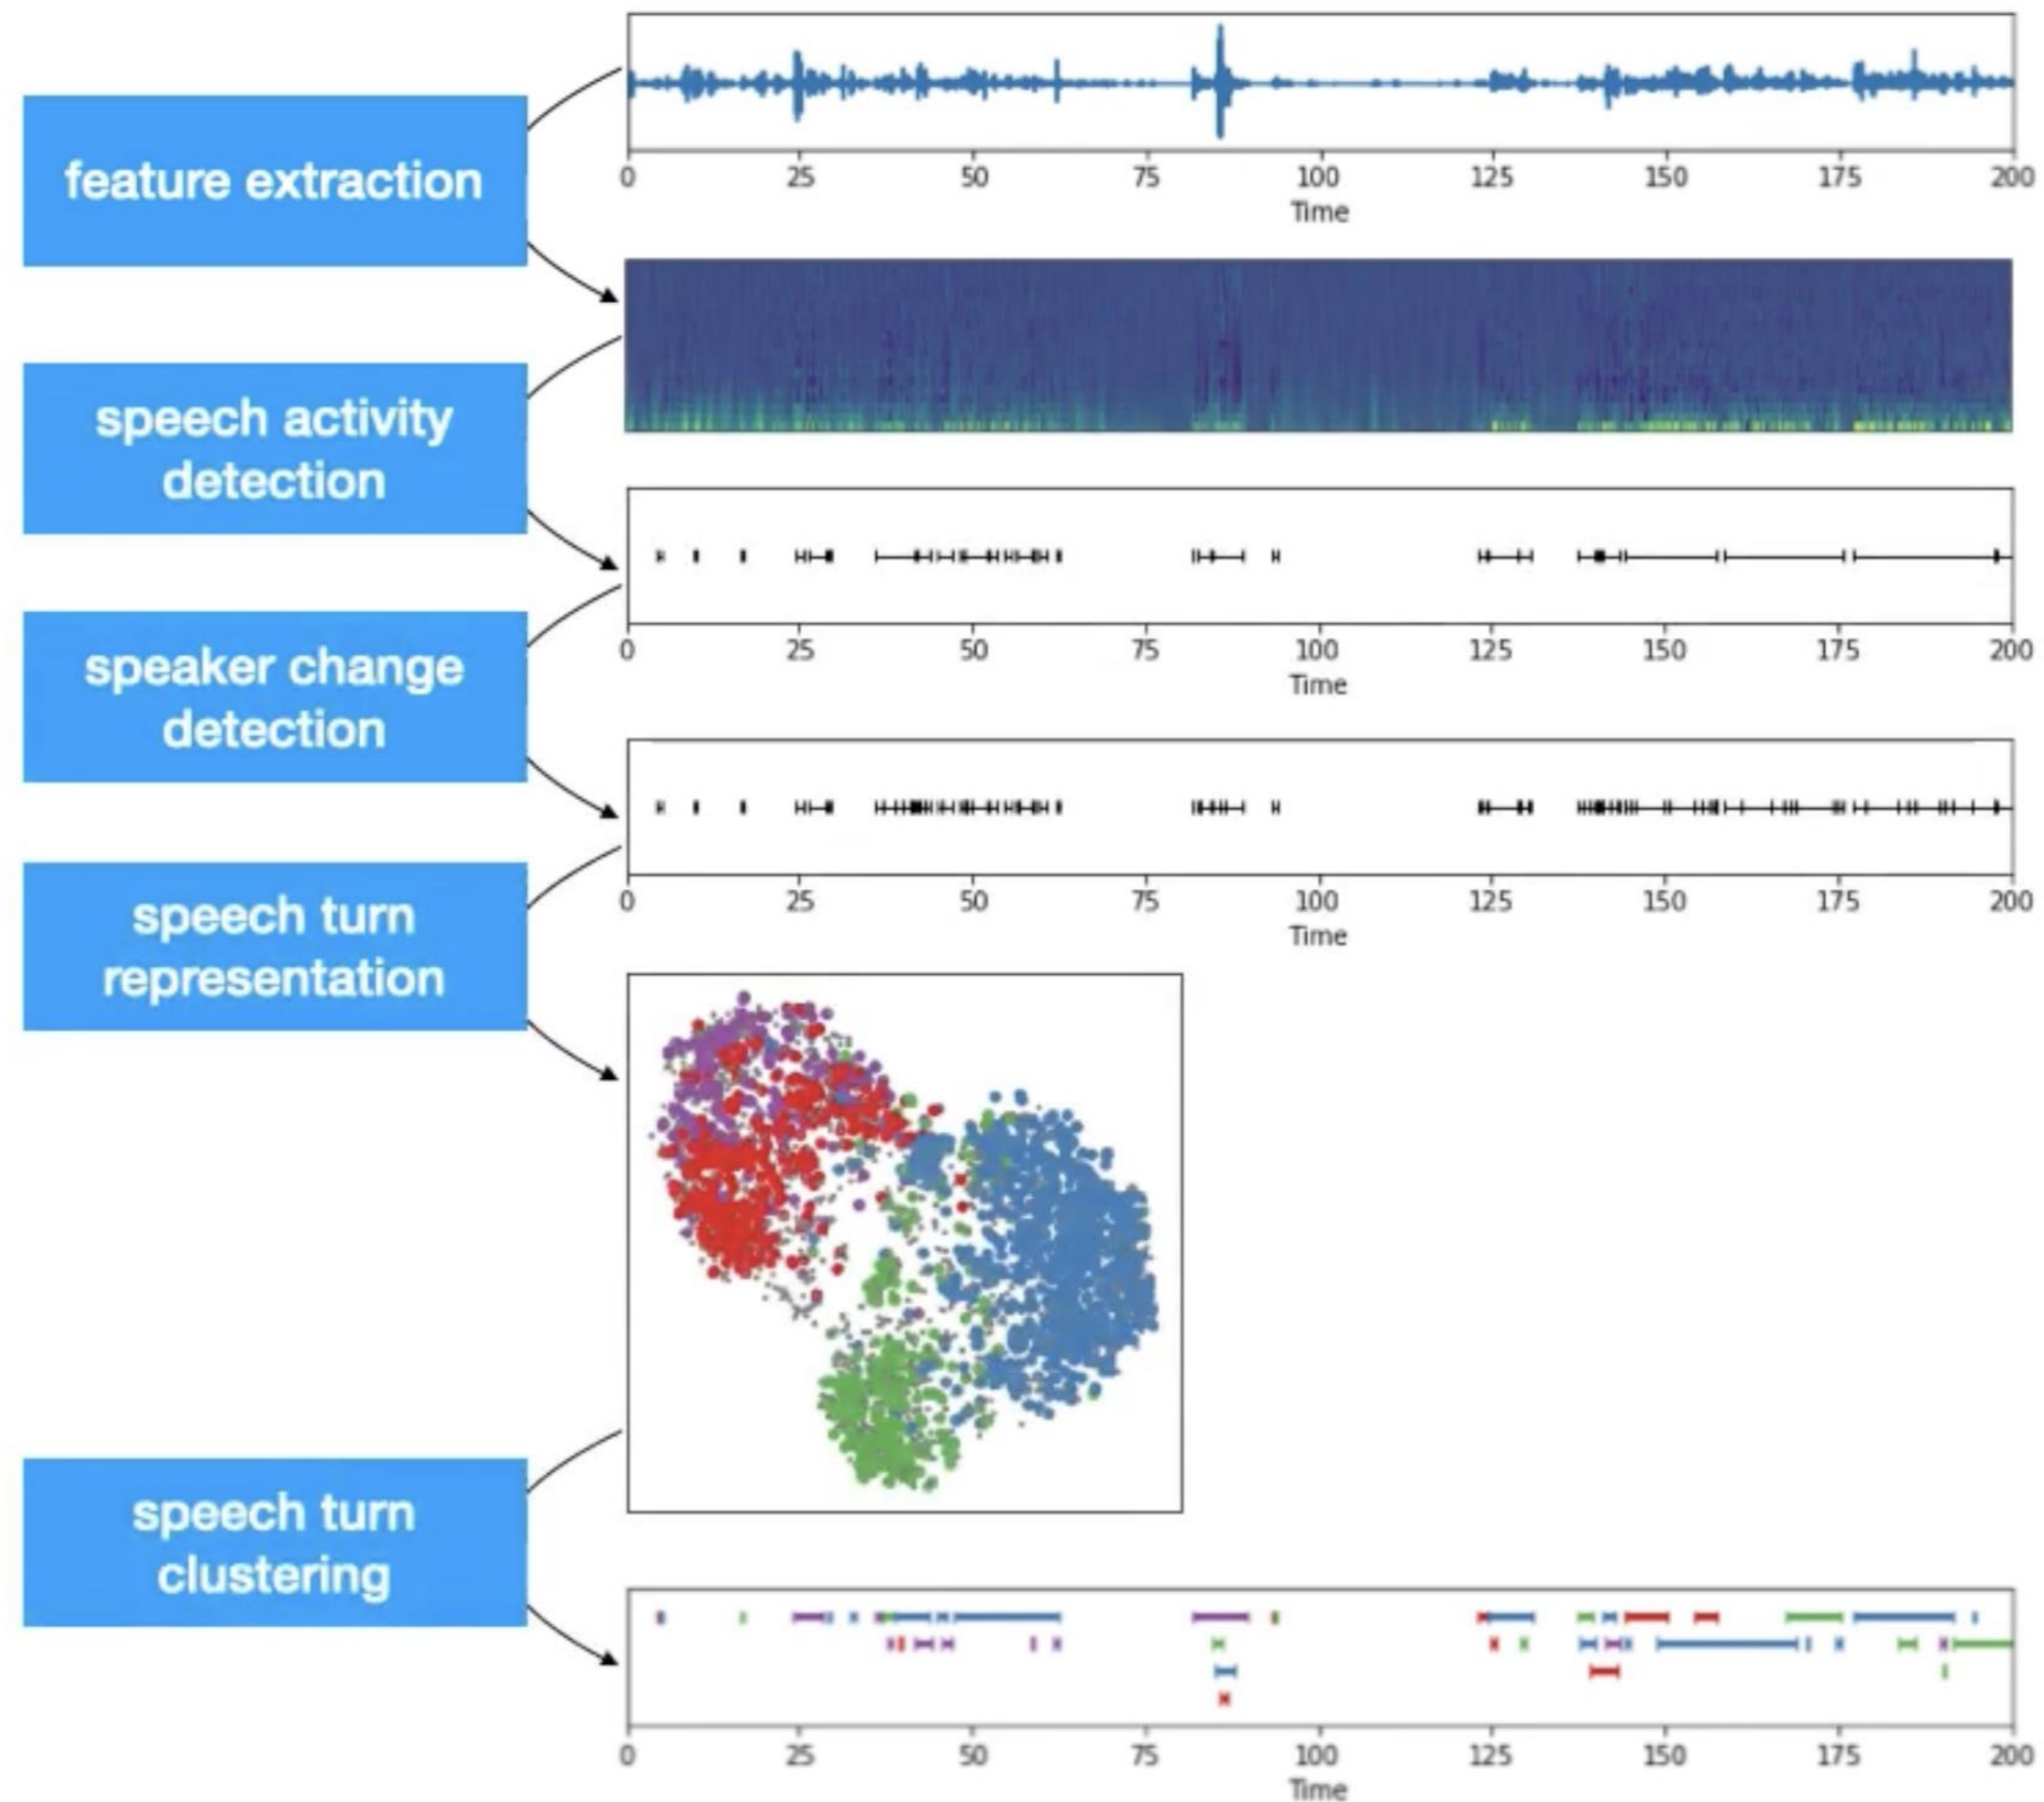 feature extraction
0 25 50 75 100 125 150 175 200
Time
speech activity
detection
0 25 50 75 100 125 150 175 200
Time
speaker change
detection
0 25 50 75 100 125 150 175 200
Time
speech turn
representation
speech turn
clustering
0 25 50 75 100 125 150 175 200
Time